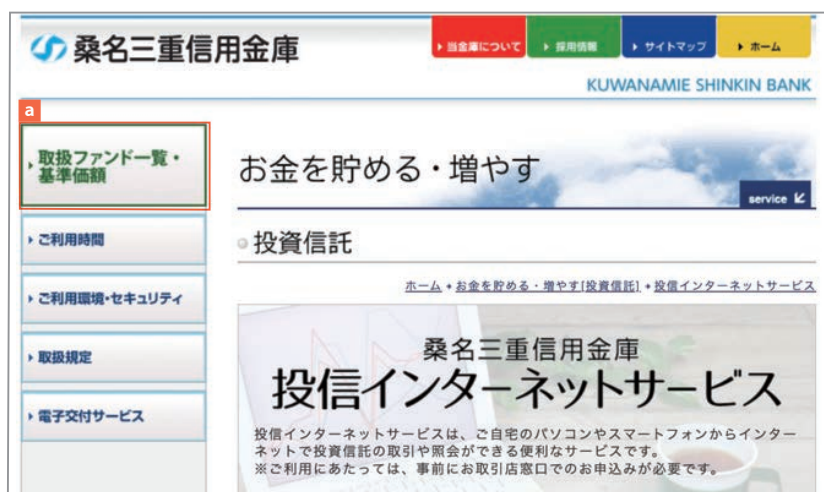 桑名三重信用金庫
当金庫について
採用情報
サイトマップ
ホーム
KUWANAMIE SHINKIN BANK
a
取扱ファンド一覧・
基準価額
ご利用時間
ご利用環境・セキュリティ
取扱規定
電子交付サービス
お金を貯める・増やす
service
投資信託
ホーム • お金を貯める・増やす[投資信託] • 投信インターネットサービス
桑名三重信用金庫
投信インターネットサービス
投信インターネットサービスは、ご自宅のパソコンやスマートフォンからインター
ネットで投資信託の取引や照会ができる便利なサービスです。
※ご利用にあたっては、事前にお取引店窓口でのお申込みが必要です。